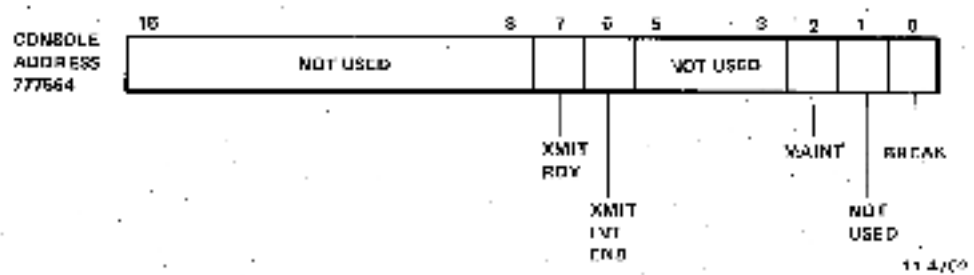 15 8 7 6 5 3 2 1 0
CONSOLE
ADDRESS
777564
NOT USED
NOT USED
XMIT
RDY
MAINT
BREAK
XMIT
INT
ENB
NOT
USED